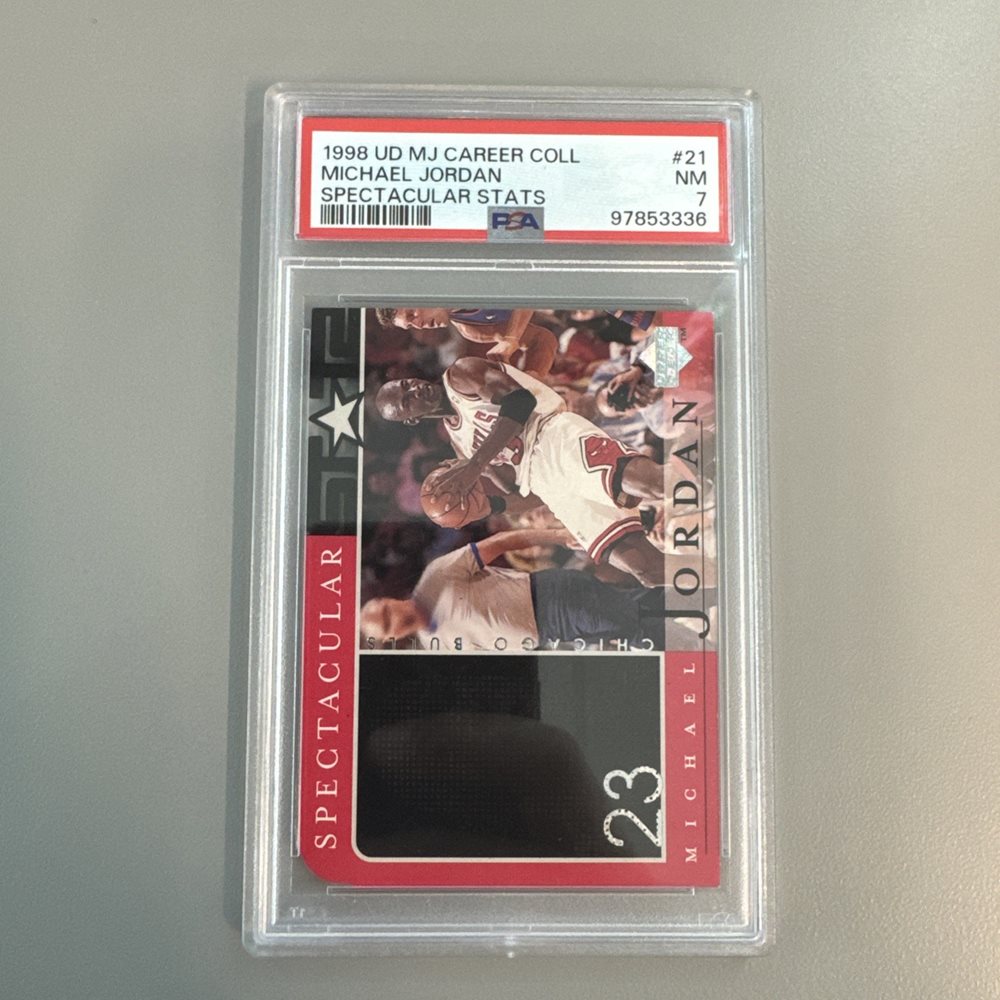 1998 UD MJ CAREER COLL #21
MICHAEL JORDAN NM
SPECTACULAR STATS 7
PSA 97853336
SPECTACULAR
CHICAGO BULLS
MICHAEL JORDAN
23
TM